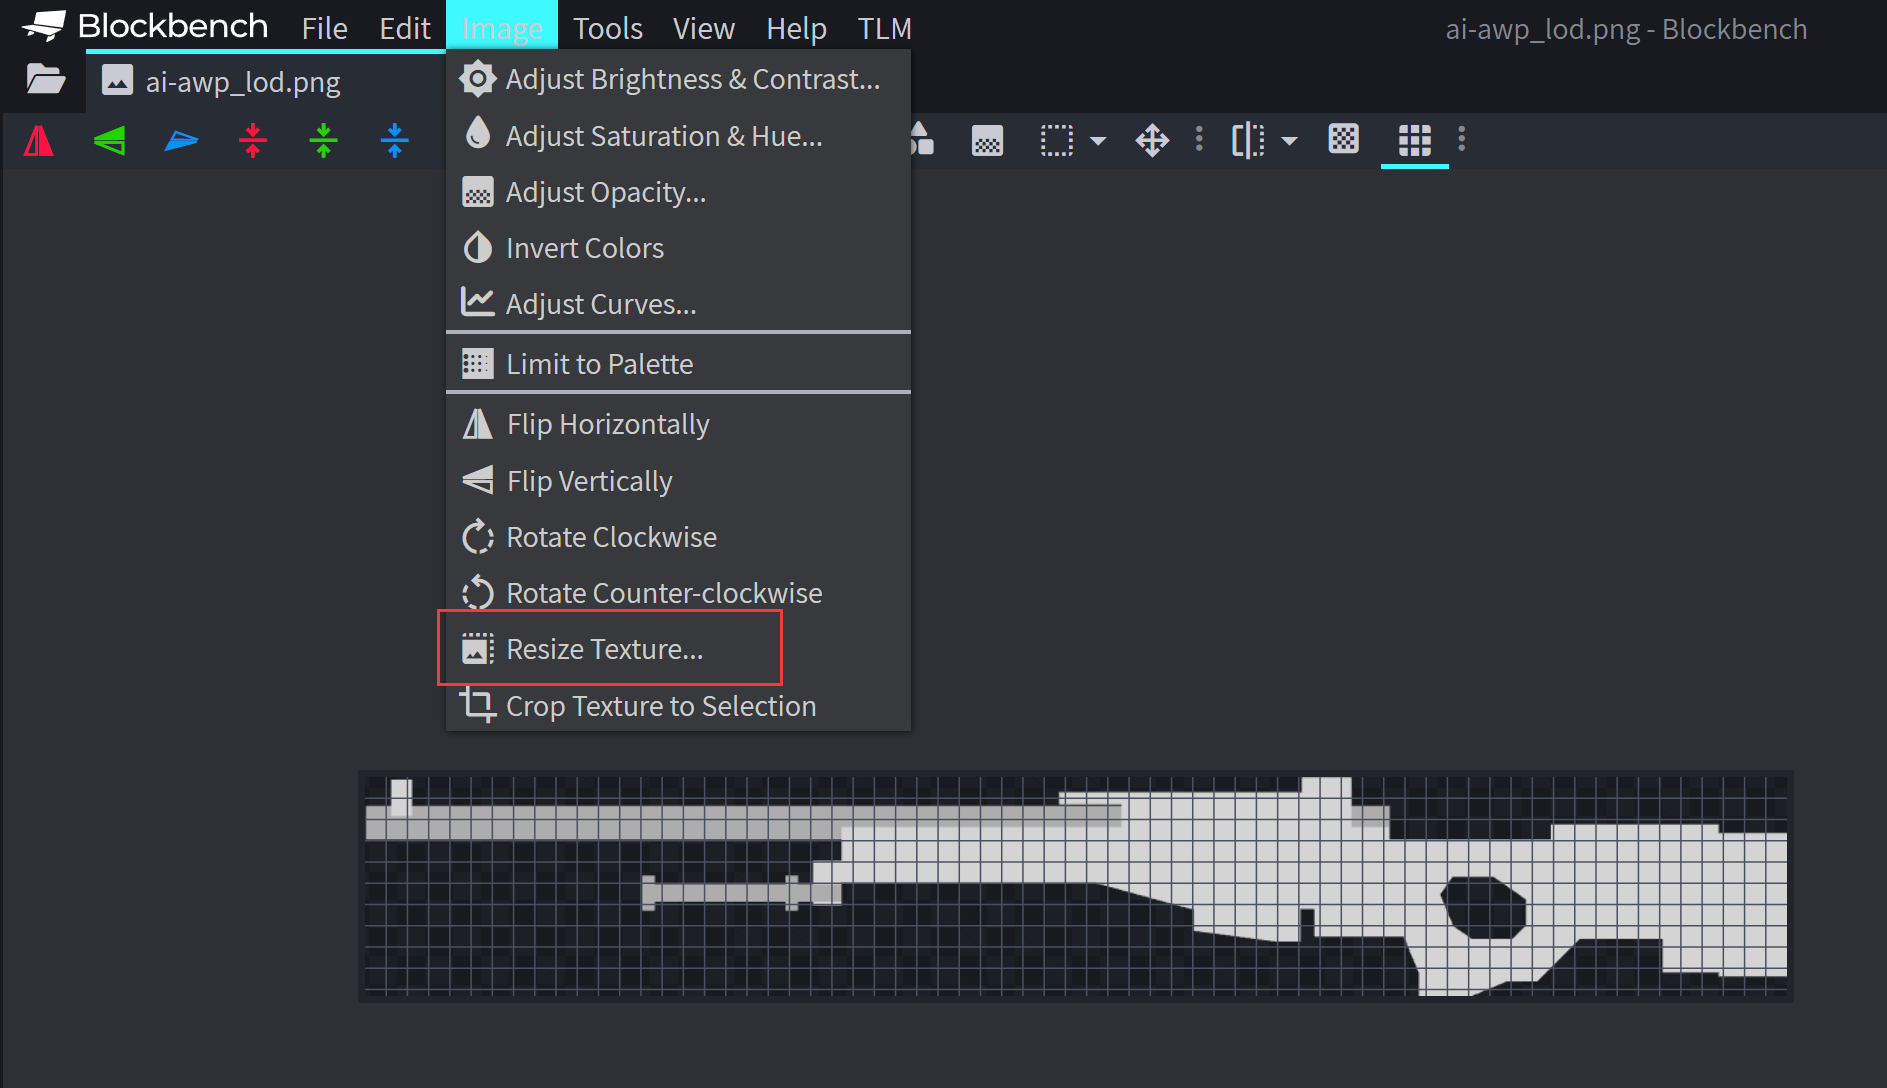 Blockbench File Edit Image Tools View Help TLM ai-awp_lod.png - Blockbench
ai-awp_lod.png
Adjust Brightness & Contrast...
Adjust Saturation & Hue...
Adjust Opacity...
Invert Colors
Adjust Curves...
Limit to Palette
Flip Horizontally
Flip Vertically
Rotate Clockwise
Rotate Counter-clockwise
Resize Texture...
Crop Texture to Selection